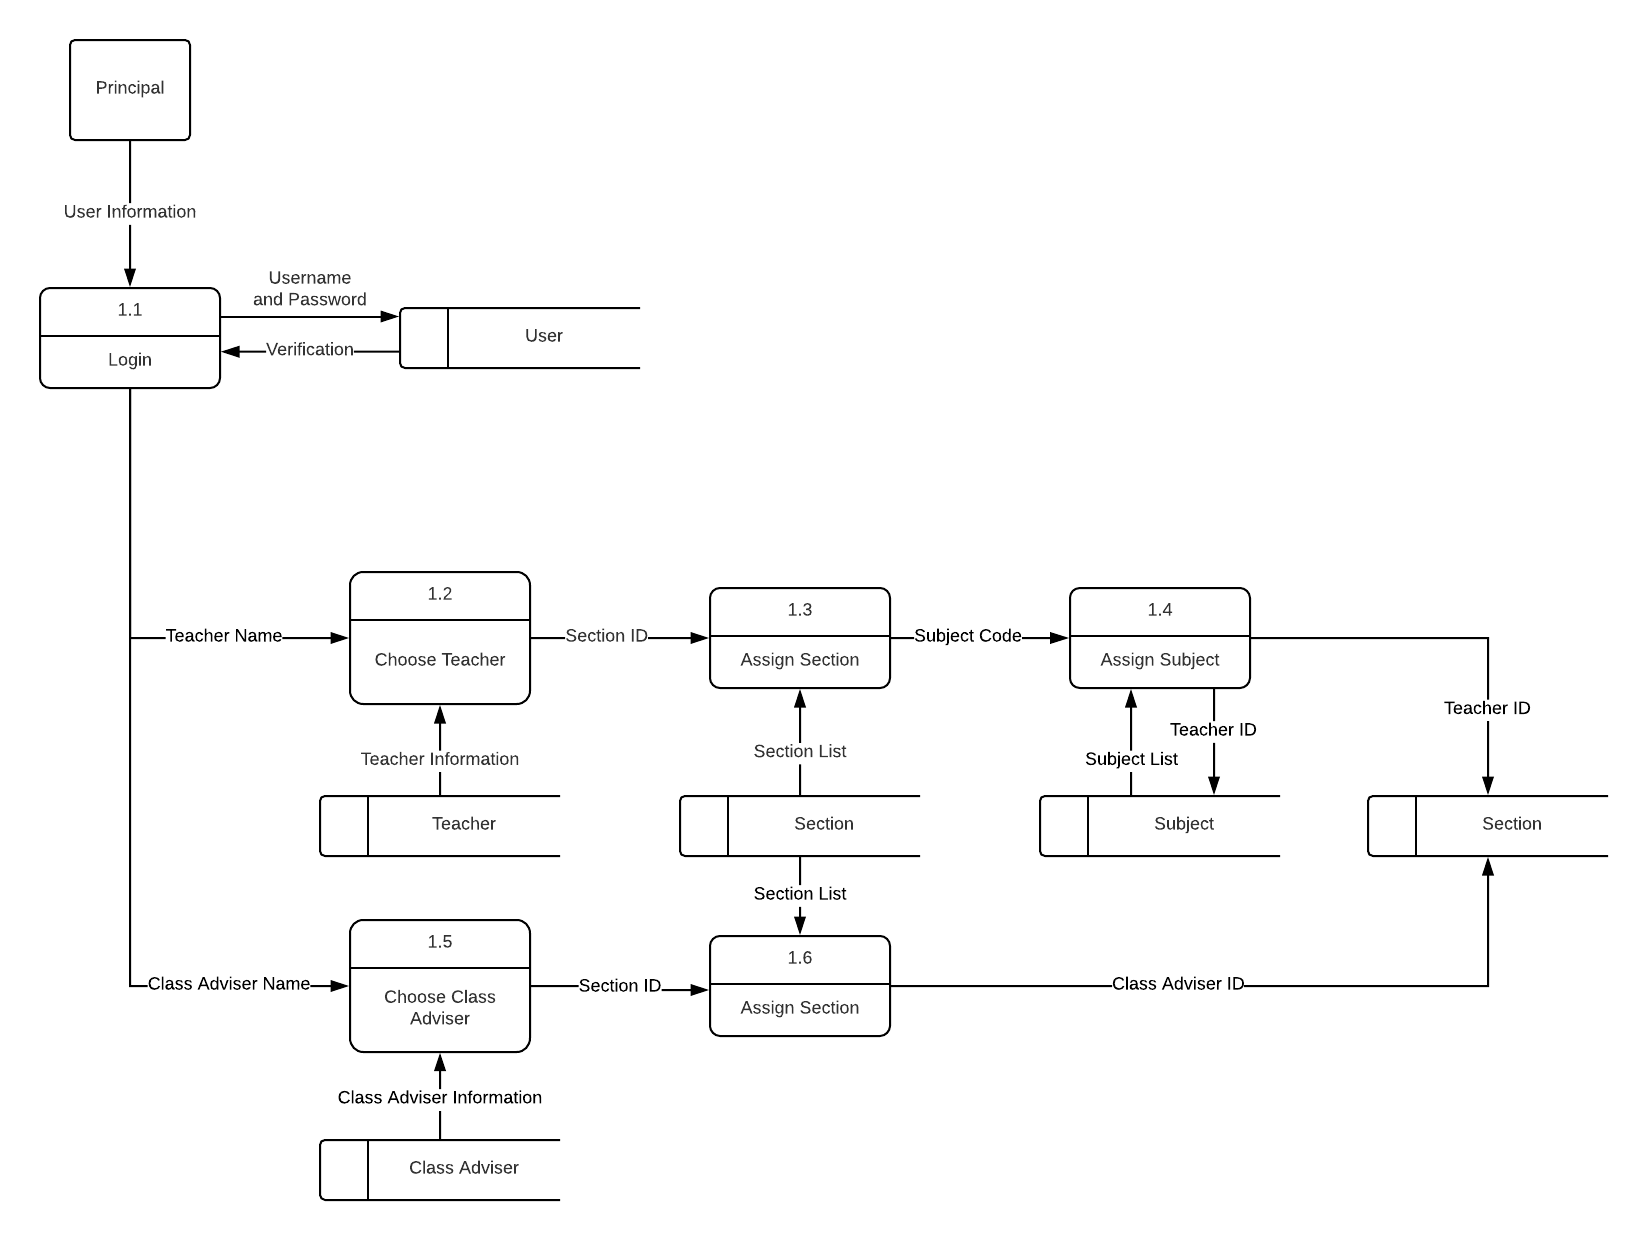 Principal
User Information
Username
and Password
1.1
Login
Verification
User
1.2
Choose Teacher
Teacher Name
Section ID
1.3
Assign Section
Subject Code
1.4
Assign Subject
Teacher ID
Teacher ID
Teacher Information
Section List
Subject List
Teacher
Section
Subject
Section
Section List
1.5
Choose Class
Adviser
Class Adviser Name
Section ID
1.6
Assign Section
Class Adviser ID
Class Adviser Information
Class Adviser